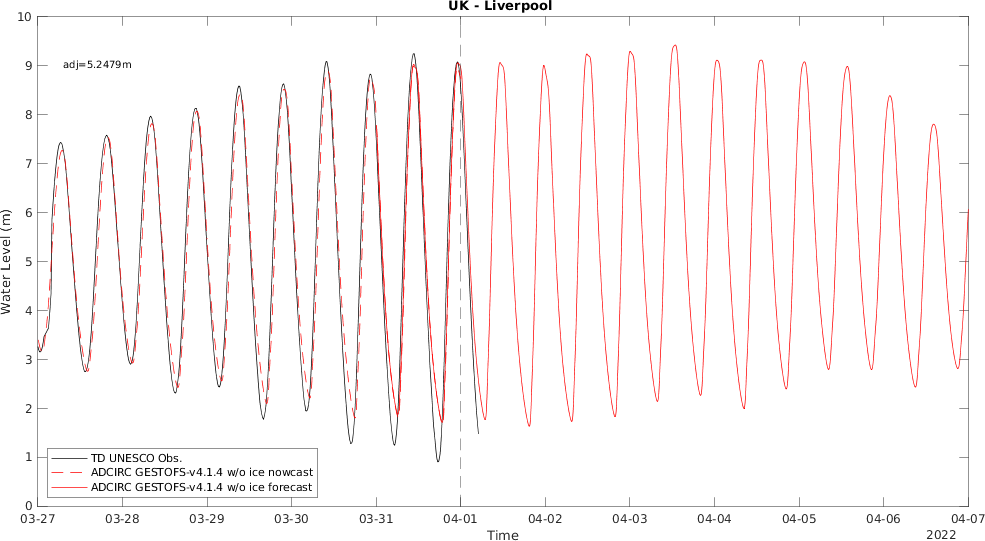 UK - Liverpool
10
9
8
7
6
5
4
3
2
1
0
Water Level (m)
adj=5.2479m
TD UNESCO Obs.
ADCIRC GESTOFS-v4.1.4 w/o ice nowcast
ADCIRC GESTOFS-v4.1.4 w/o ice forecast
03-27 03-28 03-29 03-30 03-31 04-01 04-02 04-03 04-04 04-05 04-06 04-07
Time
2022